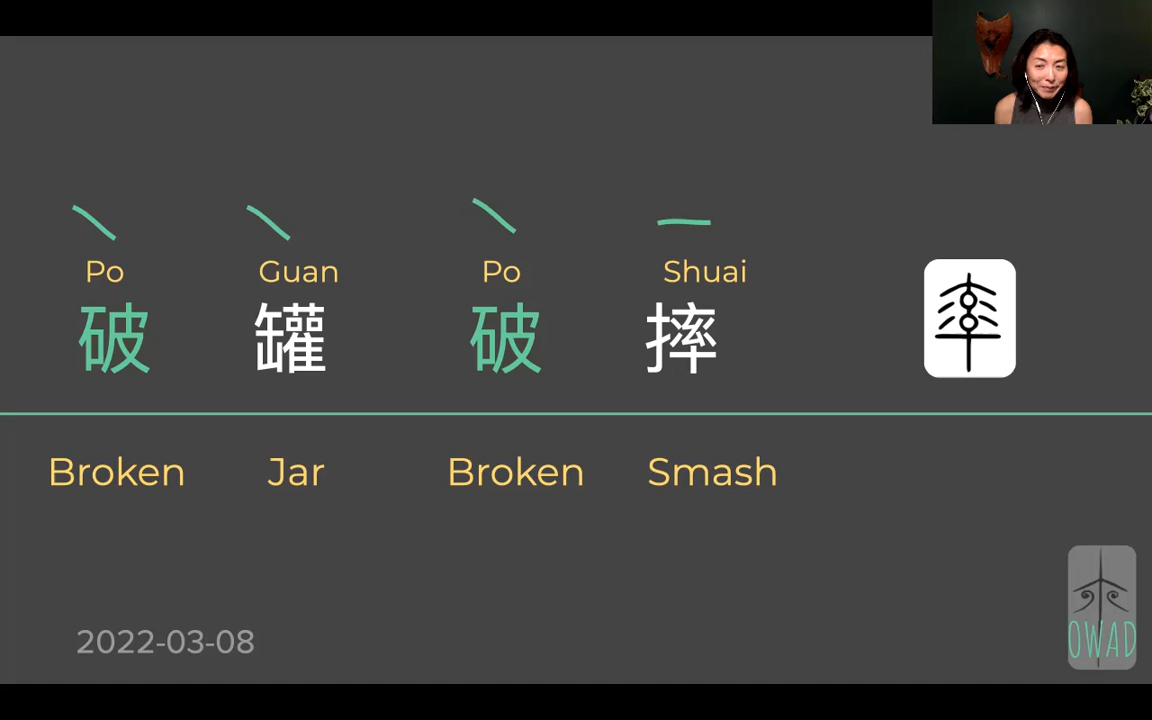 Po Guan Po Shuai
破 罐 破 摔
Broken Jar Broken Smash
2022-03-08
OWAD